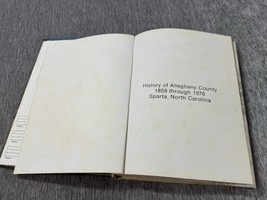 History of Alleghany County
1859 through 1976
Sparta, North Carolina